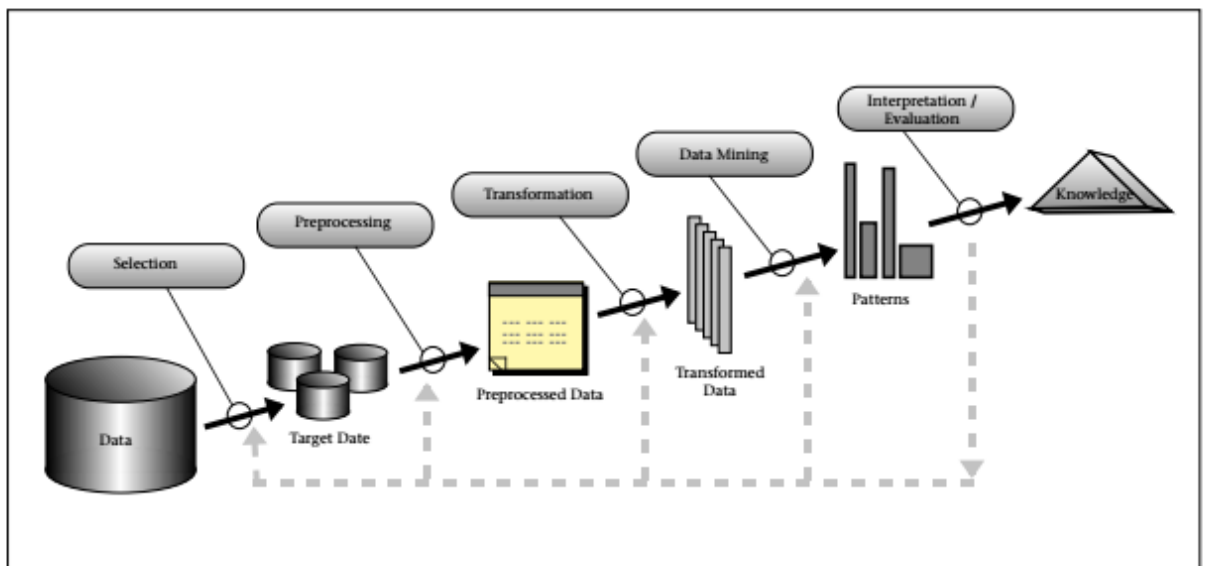 Interpretation /
Evaluation
Data Mining
Transformation
Knowledge
Preprocessing
Selection
Patterns
Transformed
Data
Preprocessed Data
Target Date
Data